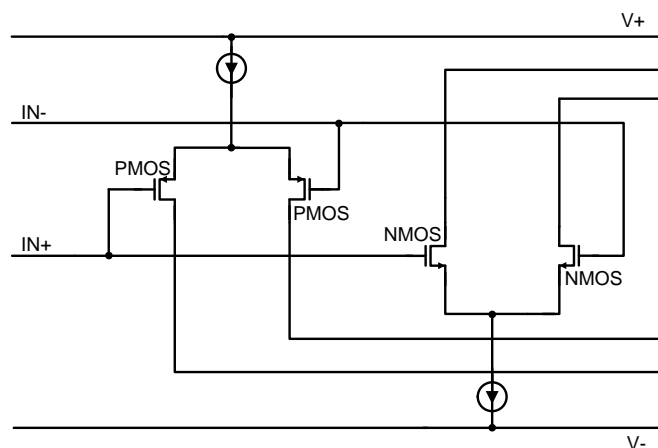 V+
IN-
PMOS
PMOS
NMOS
IN+
NMOS
V-